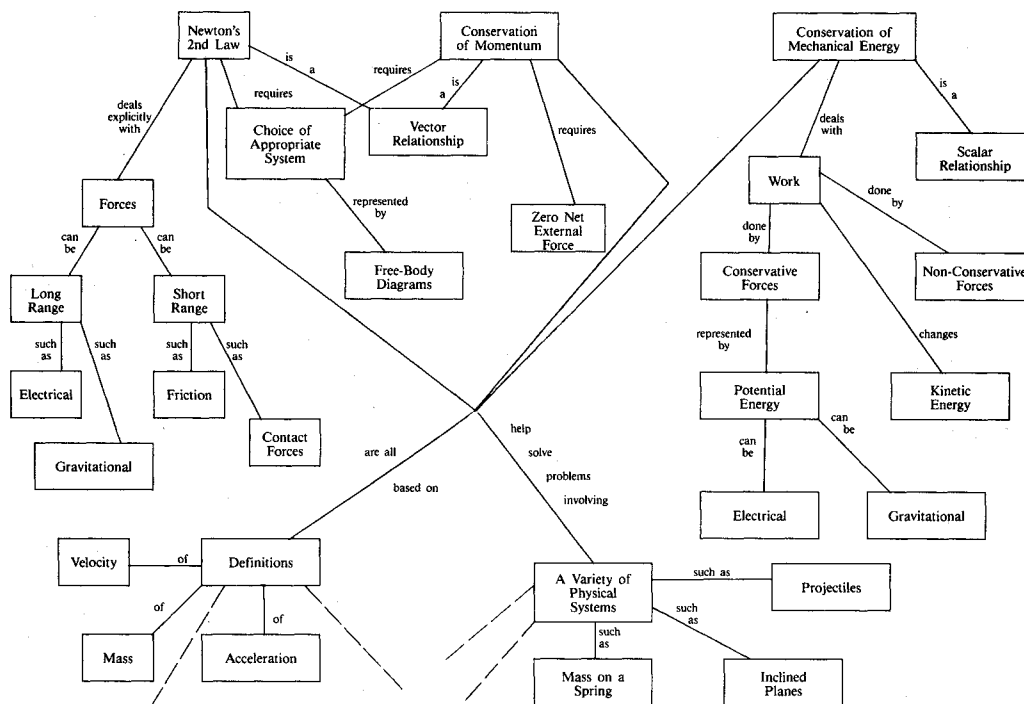 Newton's
2nd Law
Conservation
of Momentum
Conservation of
Mechanical Energy
is
a
requires
is
a
is
a
deals
explicitly
with
requires
requires
deals
with
Choice of
Appropriate
System
Vector
Relationship
Scalar
Relationship
Work
Forces
represented
by
Zero Net
External
Force
done
by
done
by
can
be
can
be
Free-Body
Diagrams
Conservative
Forces
Non-Conservative
Forces
Long
Range
Short
Range
such
as
such
as
such
as
such
as
represented
by
changes
Electrical
Friction
Potential
Energy
Kinetic
Energy
Contact
Forces
Gravitational
are all
based on
help
solve
problems
involving
can
be
can
be
Electrical
Gravitational
Velocity
of
Definitions
A Variety of
Physical
Systems
such as
Projectiles
of
of
such
as
such
as
Mass
Acceleration
Mass on a
Spring
Inclined
Planes